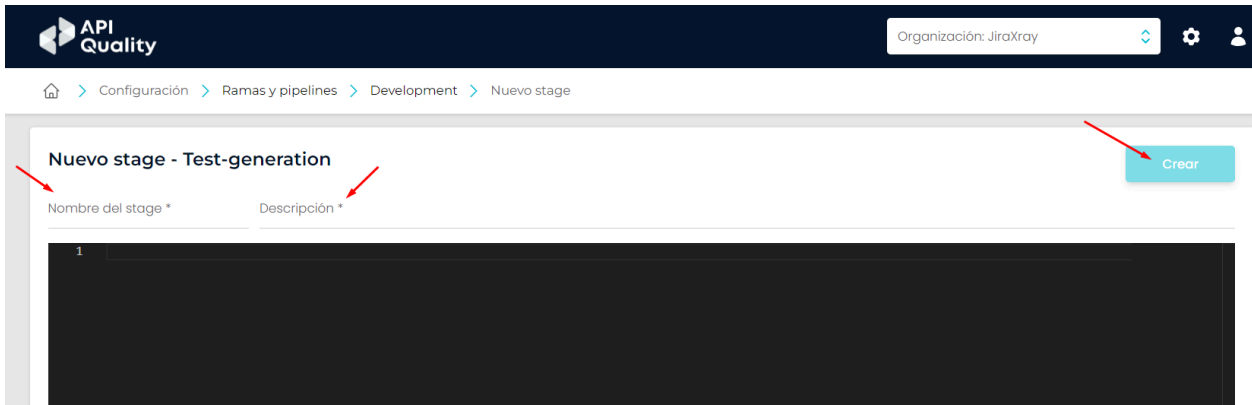 API
Quality
Organización: JiraXray
Configuración > Ramas y pipelines > Development > Nuevo stage
Nuevo stage - Test-generation
Crear
Nombre del stage *
Descripción *
1